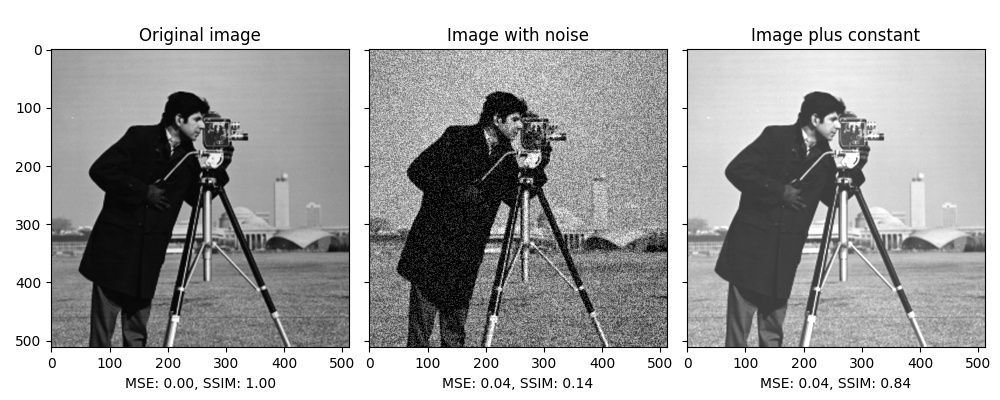 Original image
Image with noise
Image plus constant
0
100
200
300
400
500
0 100 200 300 400 500
0 100 200 300 400 500
0 100 200 300 400 500
MSE: 0.00, SSIM: 1.00
MSE: 0.04, SSIM: 0.14
MSE: 0.04, SSIM: 0.84